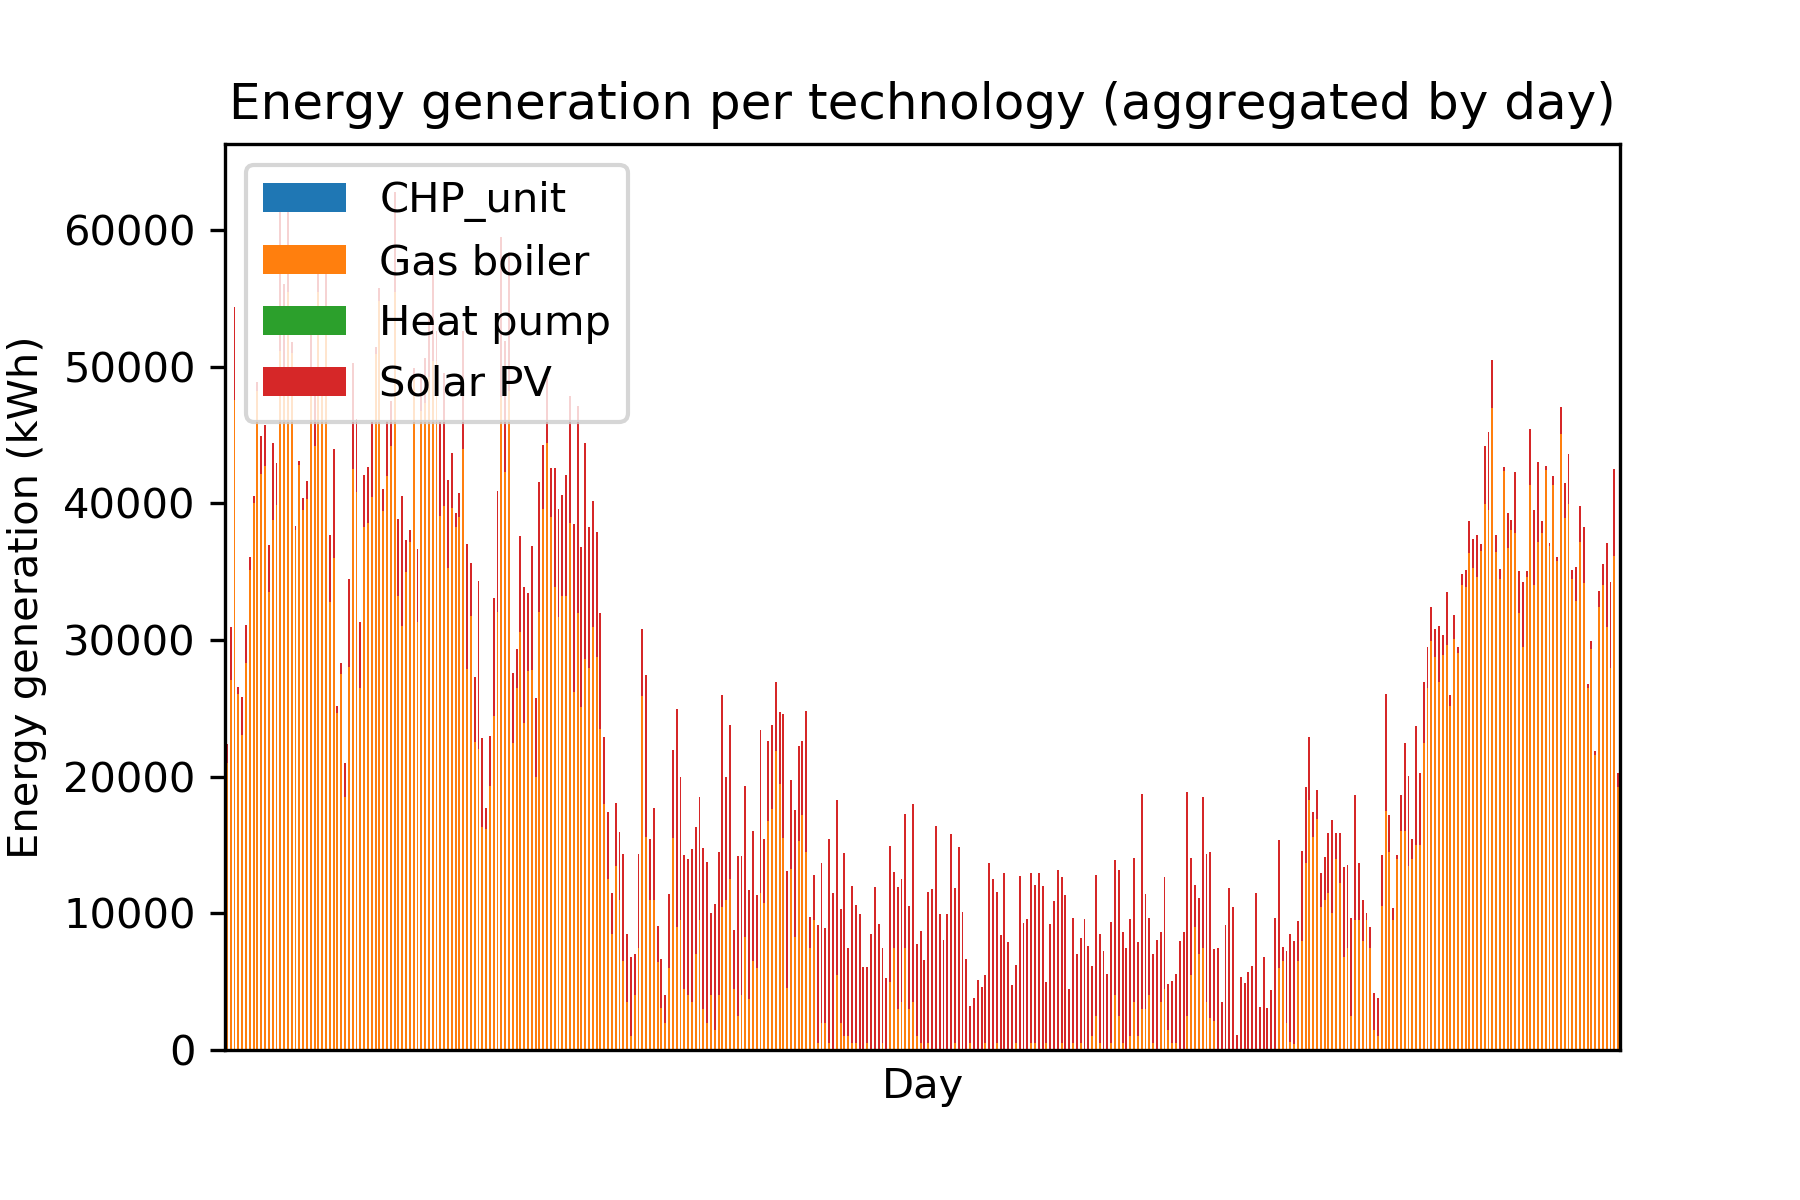 Energy generation per technology (aggregated by day)
CHP_unit
Gas boiler
Heat pump
Solar PV
Energy generation (kWh)
60000
50000
40000
30000
20000
10000
0
Day